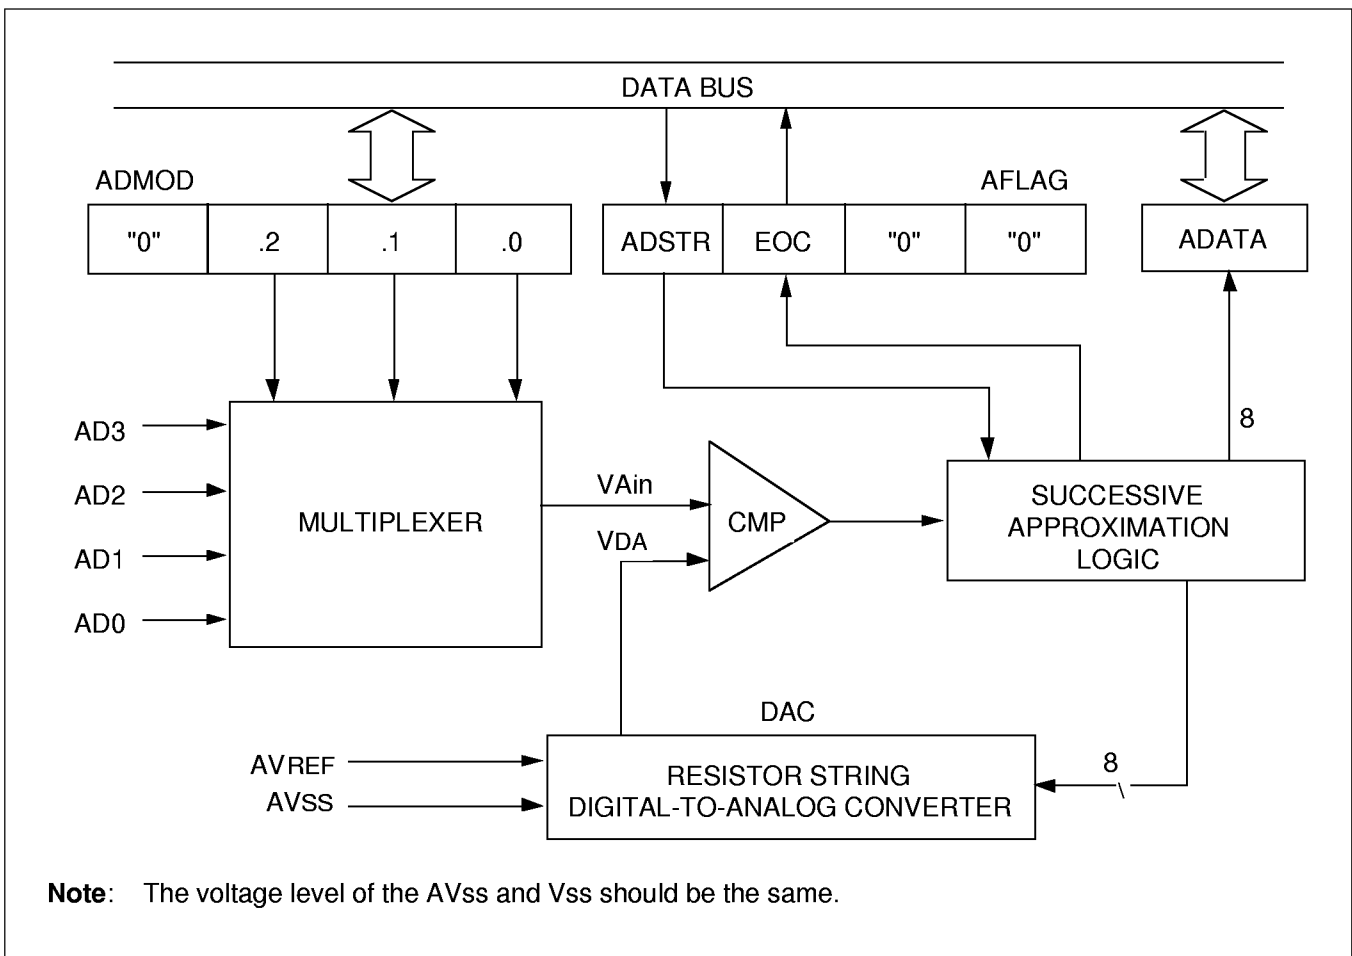 DATA BUS
ADMOD
AFLAG
"0" .2 .1 .0
ADSTR EOC "0" "0"
ADATA
8
AD3
AD2
AD1
AD0
MULTIPLEXER
VAin
VDA
CMP
SUCCESSIVE
APPROXIMATION
LOGIC
DAC
AVREF
AVSS
RESISTOR STRING
DIGITAL-TO-ANALOG CONVERTER
8
Note: The voltage level of the AVss and Vss should be the same.